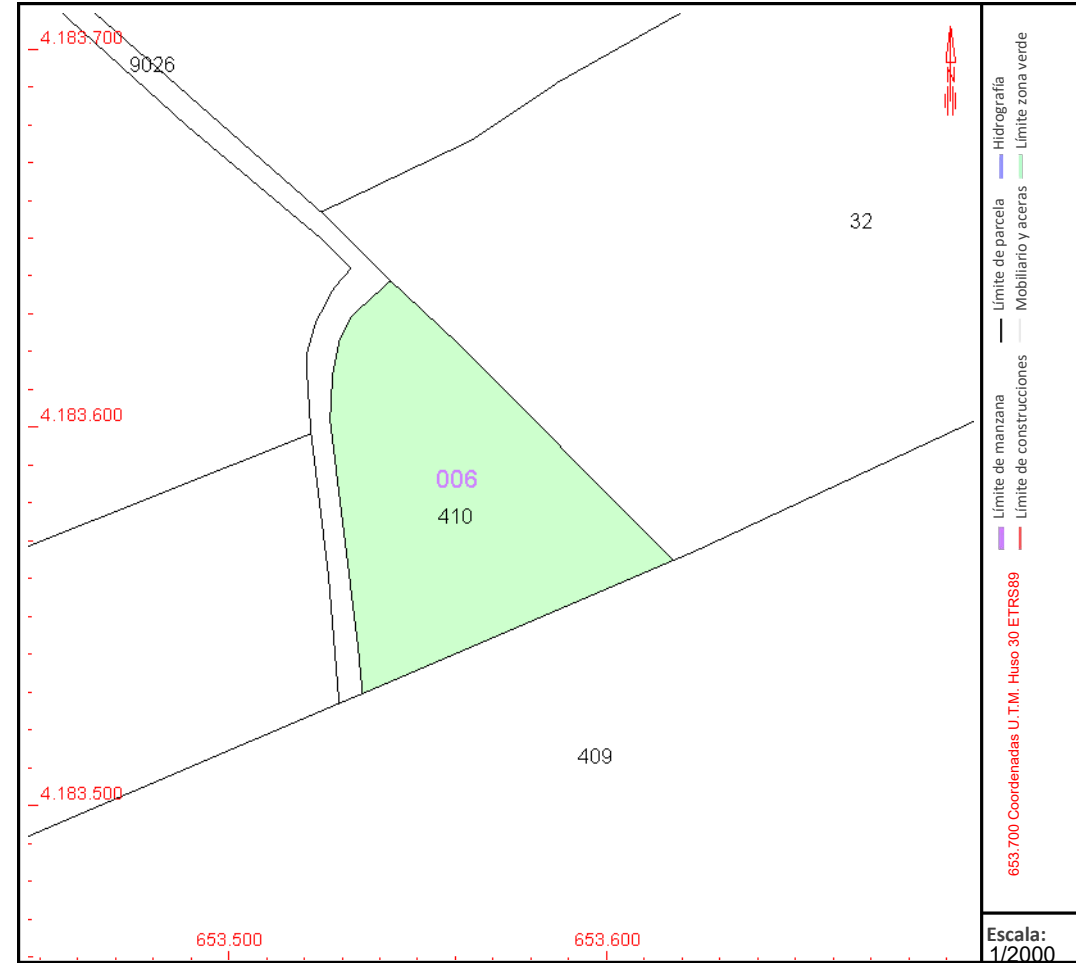 4.183.700
9026
32
4.183.600
006
410
409
4.183.500
653.500
653.600
N
Hidrografía
Límite zona verde
Límite de parcela
Mobiliario y aceras
Límite de manzana
Límite de construcciones
653.700 Coordenadas U.T.M. Huso 30 ETRS89
Escala:
1/2000